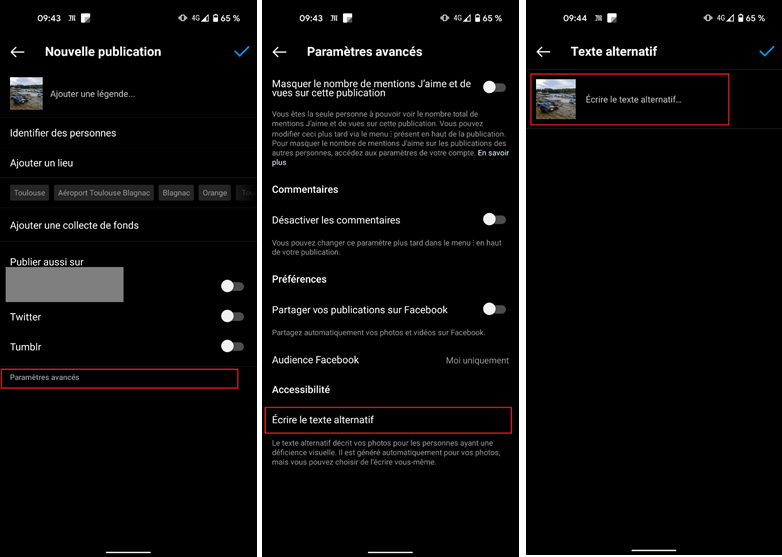 09:43 4G 65 %
Nouvelle publication
Ajouter une légende...
Identifier des personnes
Ajouter un lieu
Toulouse Aéroport Toulouse Blagnac Blagnac Orange
Ajouter une collecte de fonds
Publier aussi sur
Twitter
Tumblr
Paramètres avancés
09:43 4G 65 %
Paramètres avancés
Masquer le nombre de mentions J'aime et de
vues sur cette publication
Vous êtes la seule personne à pouvoir voir le nombre total de
mentions J'aime et de vues sur cette publication. Vous pouvez
modifier ceci plus tard via le menu ⋮ présent en haut de la publication.
Pour masquer le nombre de mentions J'aime sur les publications des
autres personnes, accédez aux paramètres de votre compte. En savoir
plus
Commentaires
Désactiver les commentaires
Vous pouvez changer ce paramètre plus tard dans le menu ⋮ en haut
de votre publication.
Préférences
Partager vos publications sur Facebook
Partagez automatiquement vos photos et vidéos sur Facebook.
Audience Facebook Moi uniquement
Accessibilité
Écrire le texte alternatif
Le texte alternatif décrit vos photos pour les personnes ayant une
déficience visuelle. Il est généré automatiquement pour vos photos,
mais vous pouvez choisir de l'écrire vous-même.
09:44 4G 65 %
Texte alternatif
Écrire le texte alternatif...